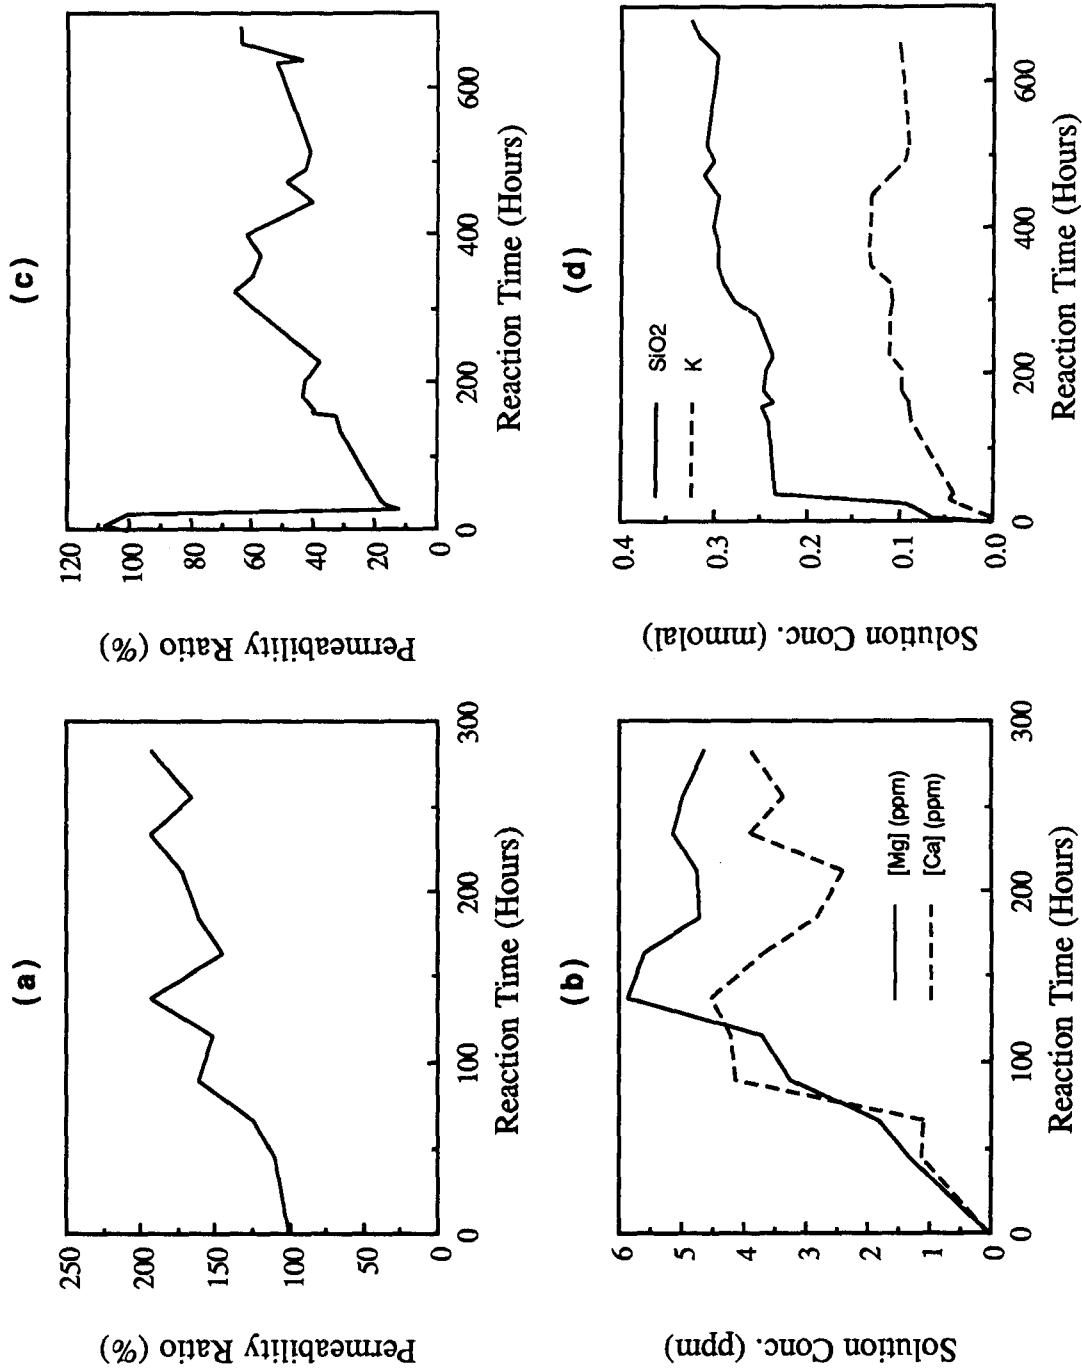 (a)
Permeability Ratio (%)
250
200
150
100
50
0
100
200
300
Reaction Time (Hours)
(c)
Permeability Ratio (%)
120
100
80
60
40
20
0
0
200
400
600
Reaction Time (Hours)
(b)
Solution Conc. (ppm)
6
5
4
3
2
1
0
0
100
200
300
[Mg] (ppm)
[Ca] (ppm)
Reaction Time (Hours)
(d)
Solution Conc. (mmolal)
0.4
0.3
0.2
0.1
0.0
0
200
400
600
SiO2
K
Reaction Time (Hours)